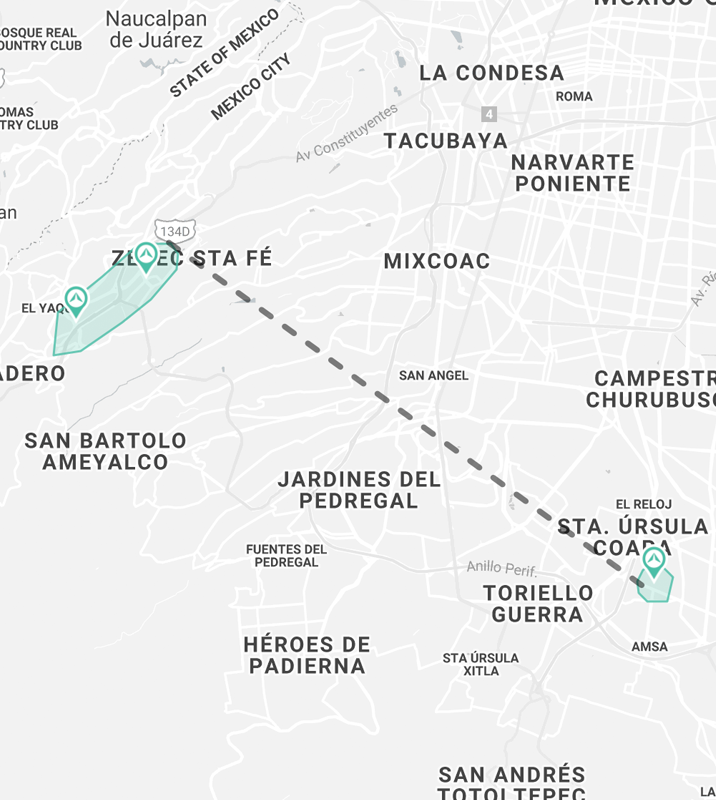 MEXICO C
Naucalpan
de Juárez
OSQUE REAL
OUNTRY CLUB
STATE OF MEXICO
MEXICO CITY
LA CONDESA
ROMA
OMAS
TRY CLUB
4
Av Constituyentes
TACUBAYA
NARVARTE
PONIENTE
an
134D
STA FÉ
MIXCOAC
Av. Río
EL YAQ
ADERO
SAN ANGEL
CAMPESTR
CHURUBUSC
SAN BARTOLO
AMEYALCO
JARDINES DEL
PEDREGAL
EL RELOJ
STA. ÚRSULA
COAPA
FUENTES DEL
PEDREGAL
Anillo Perif.
TORIELLO
GUERRA
HÉROES DE
PADIERNA
STA ÚRSULA
XITLA
AMSA
SAN ANDRÉS
TOTOLTEPEC
LA